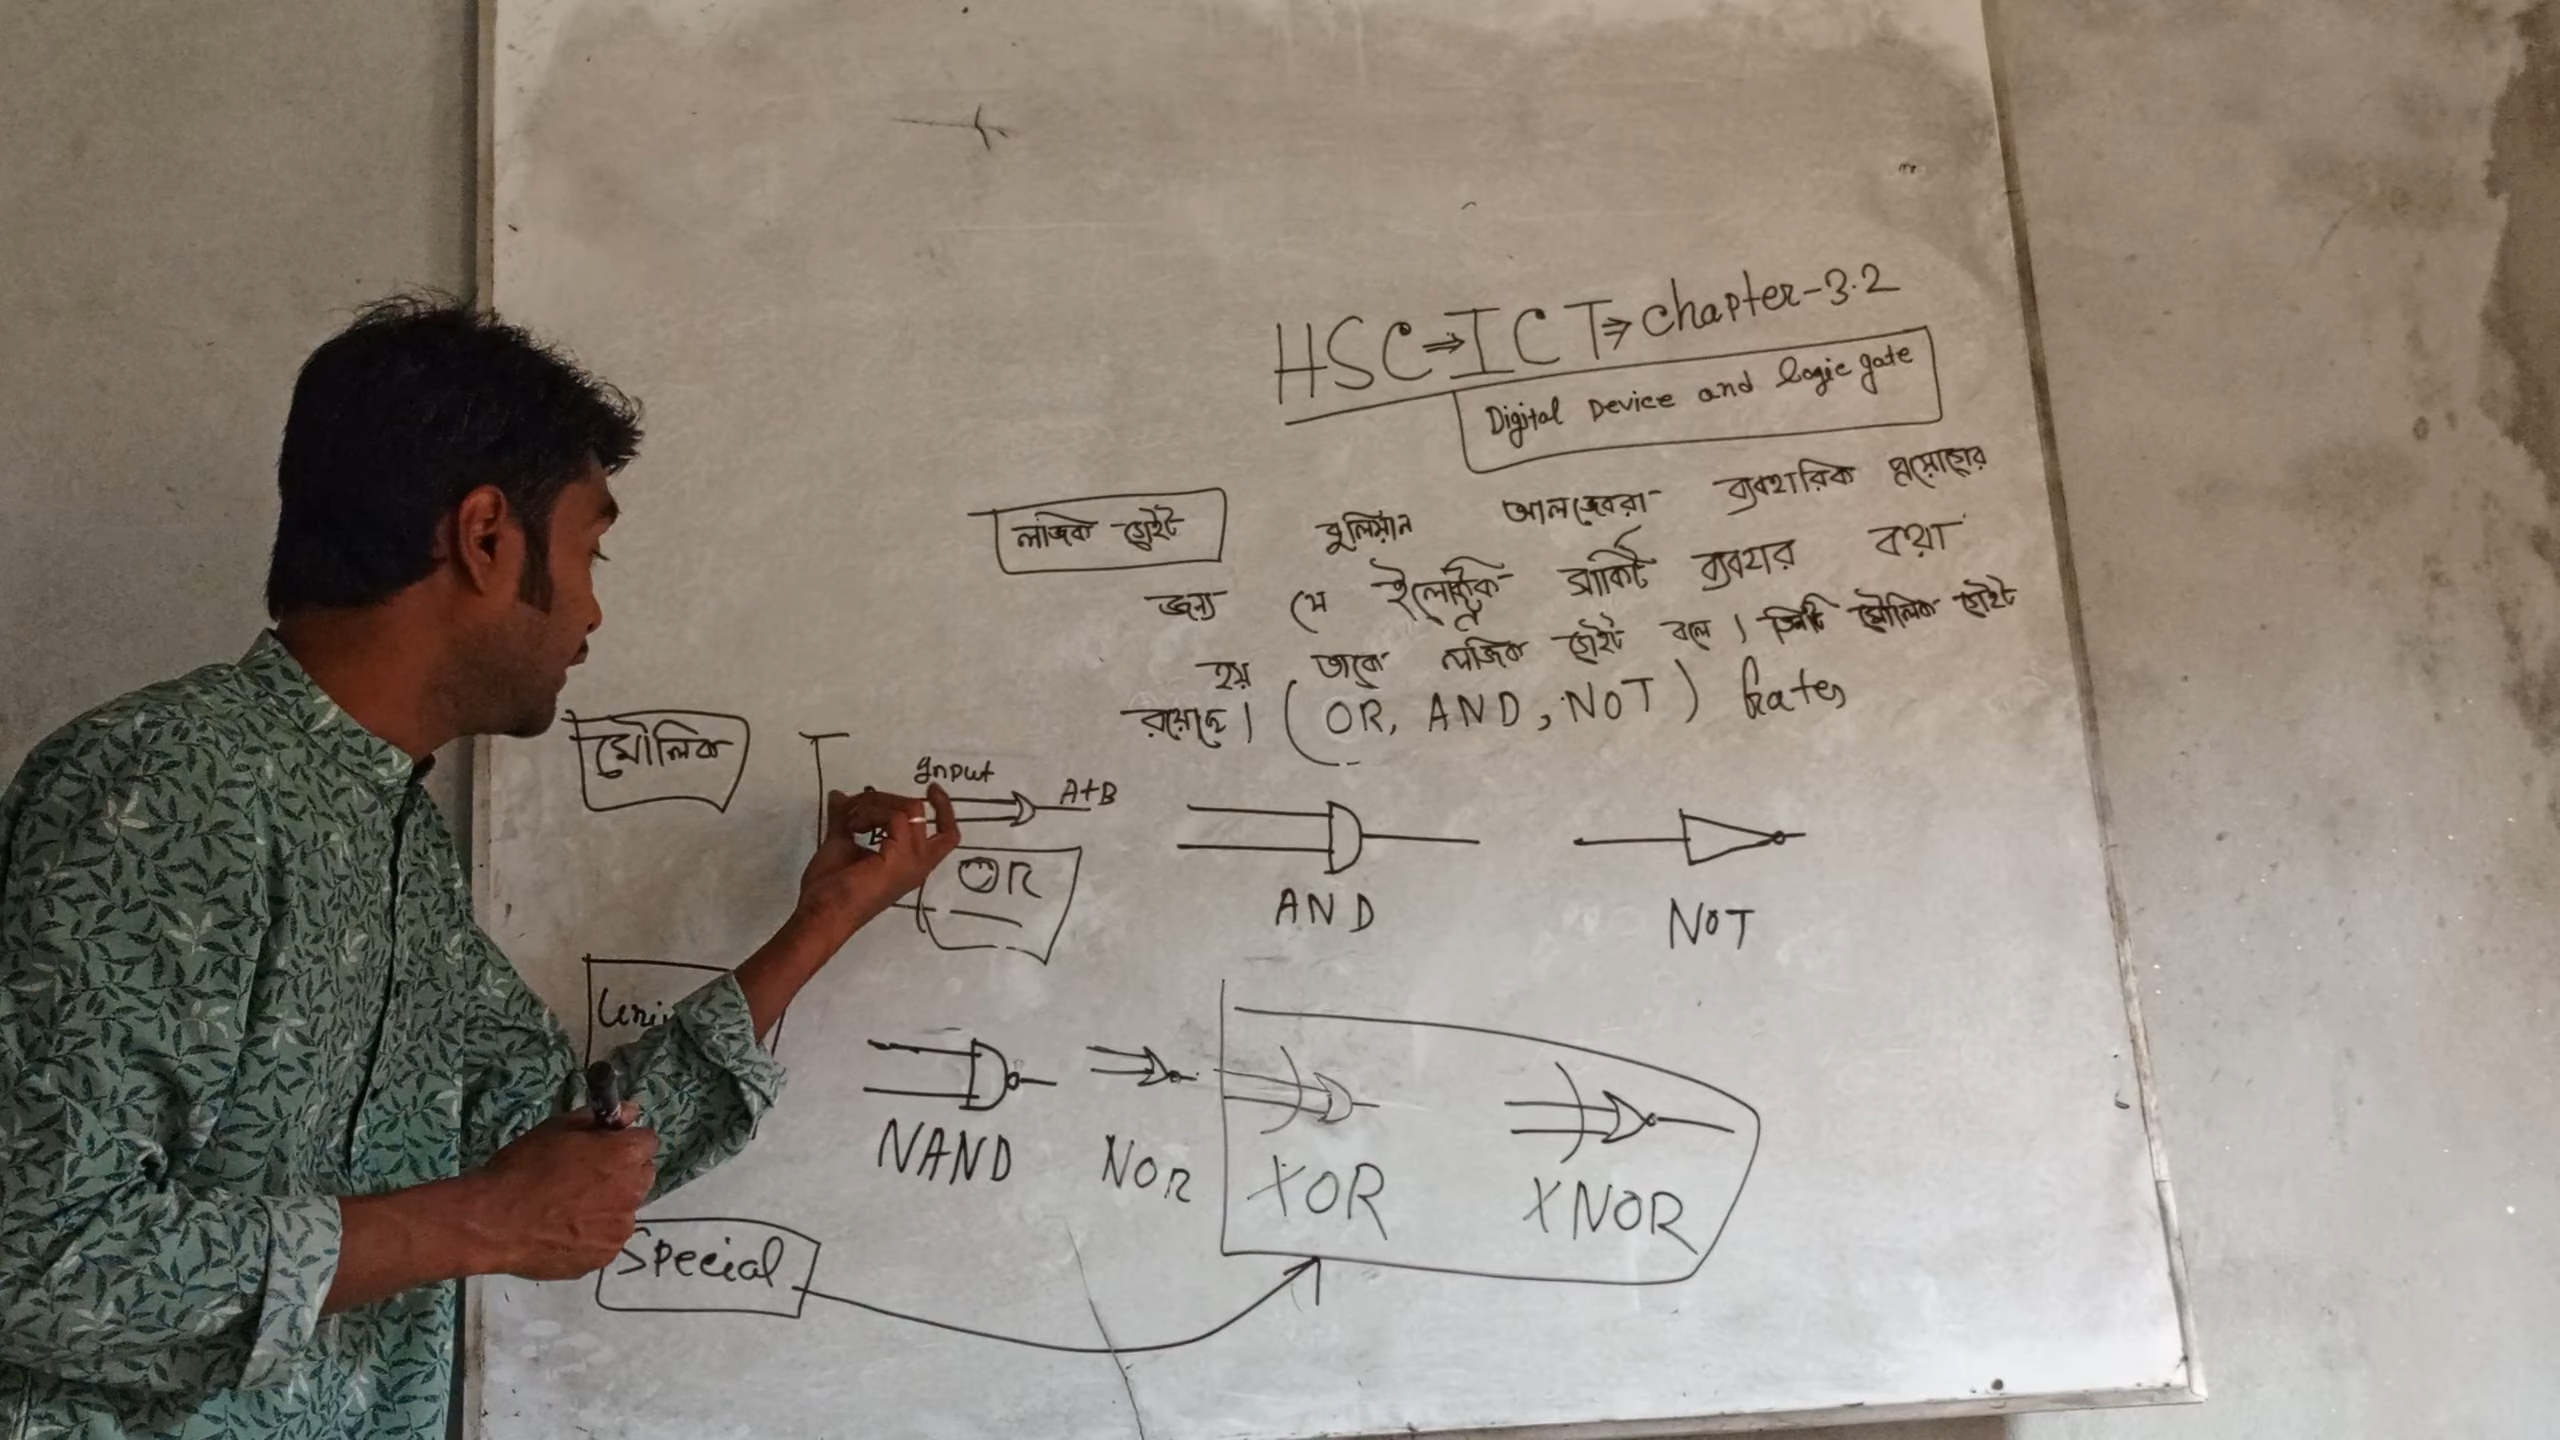 HSC⇒ICT⇒chapter-3.2
Digital Device and logic gate
লজিক গেইট
বুলিয়ান আলজেবরা ব্যবহারিক প্রয়োগের
জন্য যে সার্কিট ব্যবহার করা
হয় তাকে লজিক গেইট বলে। তিনটি মৌলিক গেইট
রয়েছে। (OR, AND, NOT) Gates
মৌলিক
Input
A+B
B
OR
AND
NOT
NAND
NOR
XOR
XNOR
Special